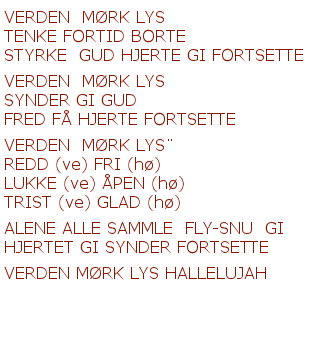 VERDEN  MØRK LYS
TENKE FORTID BORTE
STYRKE  GUD HJERTE GI FORTSETTE
VERDEN  MØRK LYS
SYNDER GI GUD
FRED FÅ HJERTE FORTSETTE
VERDEN  MØRK LYS¨
REDD (ve) FRI (hø)
LUKKE (ve) ÅPEN (hø)
TRIST (ve) GLAD (hø)
ALENE ALLE SAMMLE  FLY-SNU  GI
HJERTET GI SYNDER FORTSETTE
VERDEN MØRK LYS HALLELUJAH